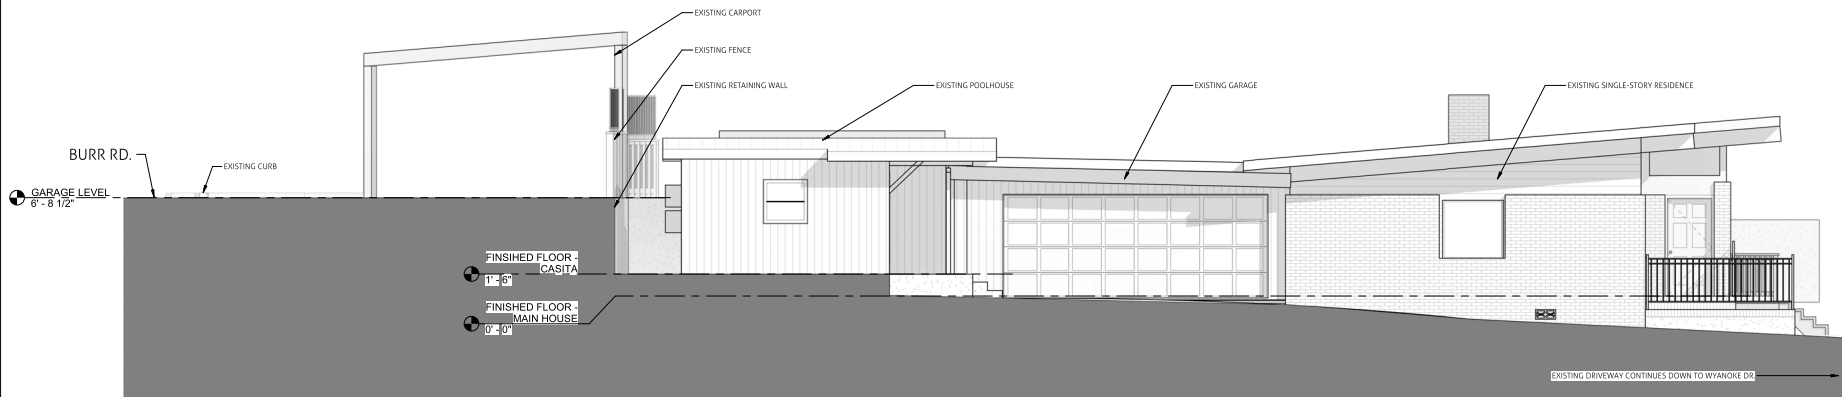 EXISTING CARPORT
EXISTING FENCE
EXISTING RETAINING WALL
EXISTING POOLHOUSE
EXISTING GARAGE
EXISTING SINGLE-STORY RESIDENCE
BURR RD.
EXISTING CURB
GARAGE LEVEL
6' - 8 1/2"
FINSIHED FLOOR -
CASITA
1' - 6"
FINISHED FLOOR -
MAIN HOUSE
0' - 0"
EXISTING DRIVEWAY CONTINUES DOWN TO WYANOKE DR.